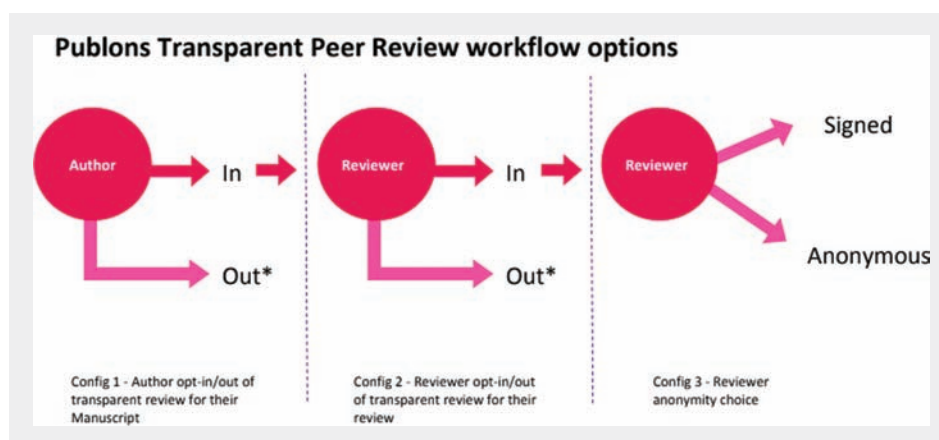 Publons Transparent Peer Review workflow options
Author
In
Out*
Config 1 - Author opt-in/out of
transparent review for their
Manuscript
Reviewer
In
Out*
Config 2 - Reviewer opt-in/out
of transparent review for their
review
Reviewer
Signed
Anonymous
Config 3 - Reviewer
anonymity choice